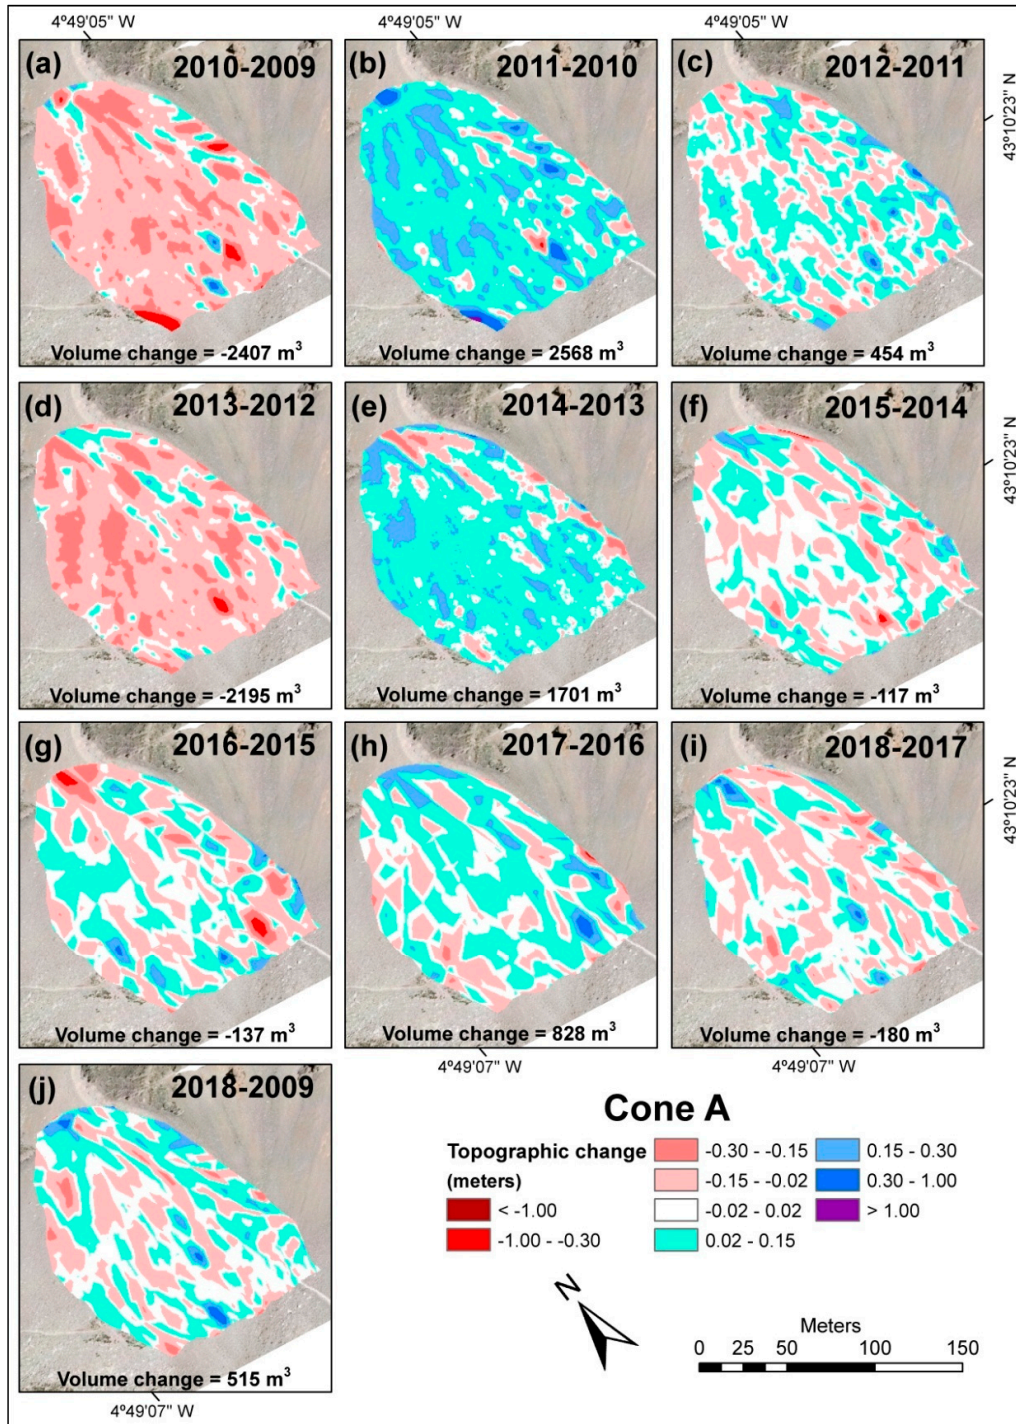 4º49'05" W
4º49'05" W
4º49'05" W
(a) 2010-2009
(b) 2011-2010
(c) 2012-2011
43º10'23" N
Volume change = -2407 m³
Volume change = 2568 m³
Volume change = 454 m³
(d) 2013-2012
(e) 2014-2013
(f) 2015-2014
43º10'23" N
Volume change = -2195 m³
Volume change = 1701 m³
Volume change = -117 m³
(g) 2016-2015
(h) 2017-2016
(i) 2018-2017
43º10'23" N
Volume change = -137 m³
Volume change = 828 m³
Volume change = -180 m³
4º49'07" W
4º49'07" W
(j) 2018-2009
Volume change = 515 m³
4º49'07" W
Cone A
Topographic change
(meters)
< -1.00
-1.00 - -0.30
-0.30 - -0.15
-0.15 - -0.02
-0.02 - 0.02
0.02 - 0.15
0.15 - 0.30
0.30 - 1.00
> 1.00
N
Meters
0 25 50 100 150